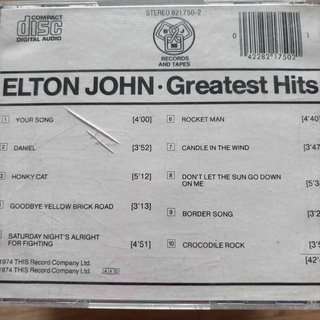 COMPACT
disc
DIGITAL AUDIO
STEREO 821 750-2
RECORDS
AND TAPES
0
1
42282 17502
ELTON JOHN · Greatest Hits
1 YOUR SONG [4'00]
DANIEL [3'52]
HONKY CAT [5'12]
GOODBYE YELLOW BRICK ROAD [3'13]
SATURDAY NIGHT'S ALRIGHT
FOR FIGHTING [4'51]
6 ROCKET MAN [4'40
7 CANDLE IN THE WIND [3'4
8 DON'T LET THE SUN GO DOWN
ON ME [5'3
9 BORDER SONG [3'2
10 CROCODILE ROCK [3'5
[42'
1974 THIS Record Company Ltd.
1974 THIS Record Company Ltd.